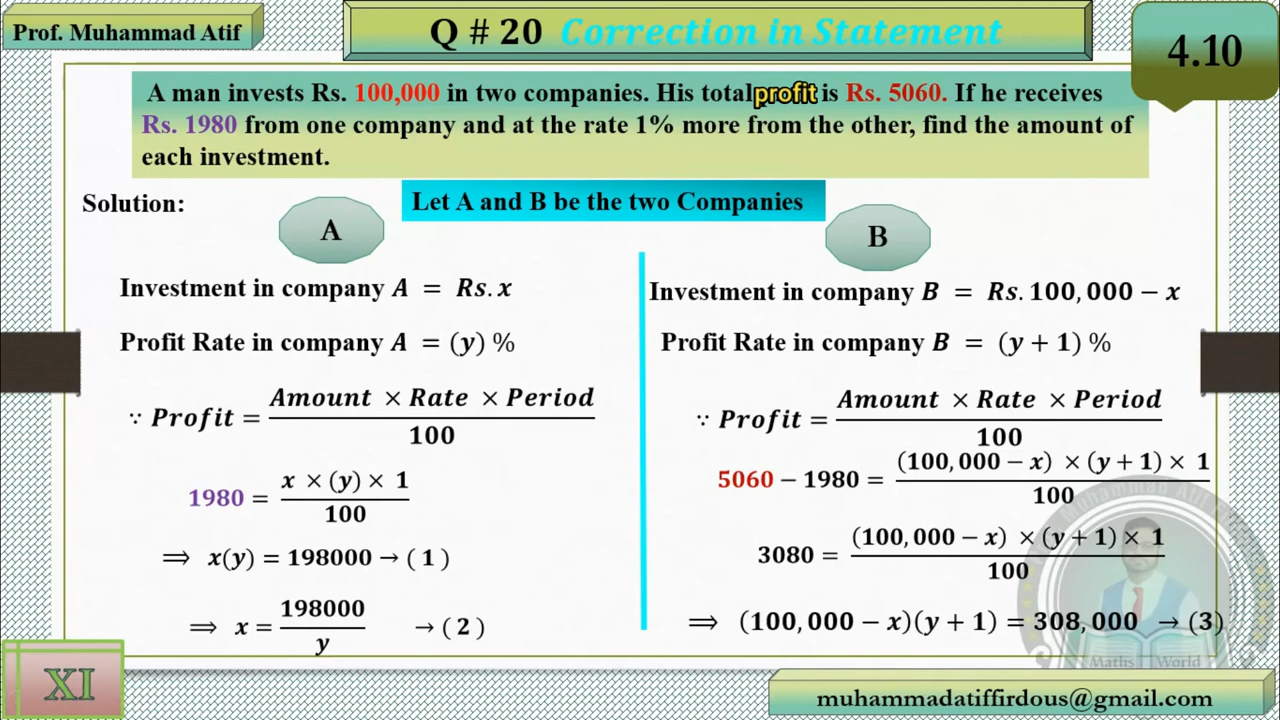 Prof. Muhammad Atif
Q # 20 Correction in Statement
4.10
A man invests Rs. 100,000 in two companies. His total profit is Rs. 5060. If he receives
Rs. 1980 from one company and at the rate 1% more from the other, find the amount of
each investment.
Solution:
Let A and B be the two Companies
A
Investment in company A = Rs. x
Profit Rate in company A = (y) %
∵ Profit = Amount × Rate × Period / 100
1980 = x × (y) × 1 / 100
⟹ x(y) = 198000 → ( 1 )
⟹ x = 198000 / y → ( 2 )
B
Investment in company B = Rs. 100,000 − x
Profit Rate in company B = (y + 1) %
∵ Profit = Amount × Rate × Period / 100
5060 − 1980 = (100,000 − x) × (y + 1) × 1 / 100
3080 = (100,000 − x) × (y + 1) × 1 / 100
⟹ (100,000 − x)(y + 1) = 308,000 → (3)
Muhammad Atif
Maths World
XI
muhammadatiffirdous@gmail.com